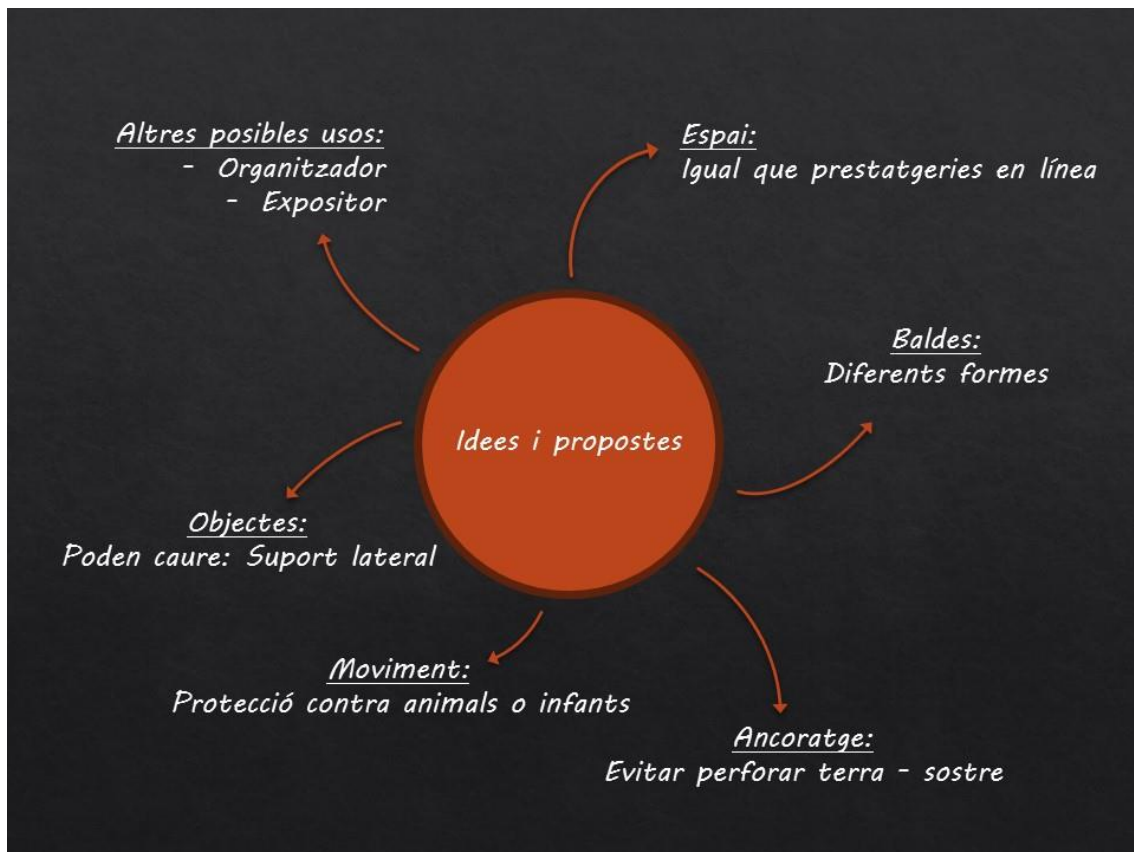 Altres posibles usos:
- Organitzador
- Expositor
Espai:
Igual que prestatgeries en línea
Baldes:
Diferents formes
Idees i propostes
Objectes:
Poden caure: Suport lateral
Moviment:
Protecció contra animals o infants
Ancoratge:
Evitar perforar terra - sostre